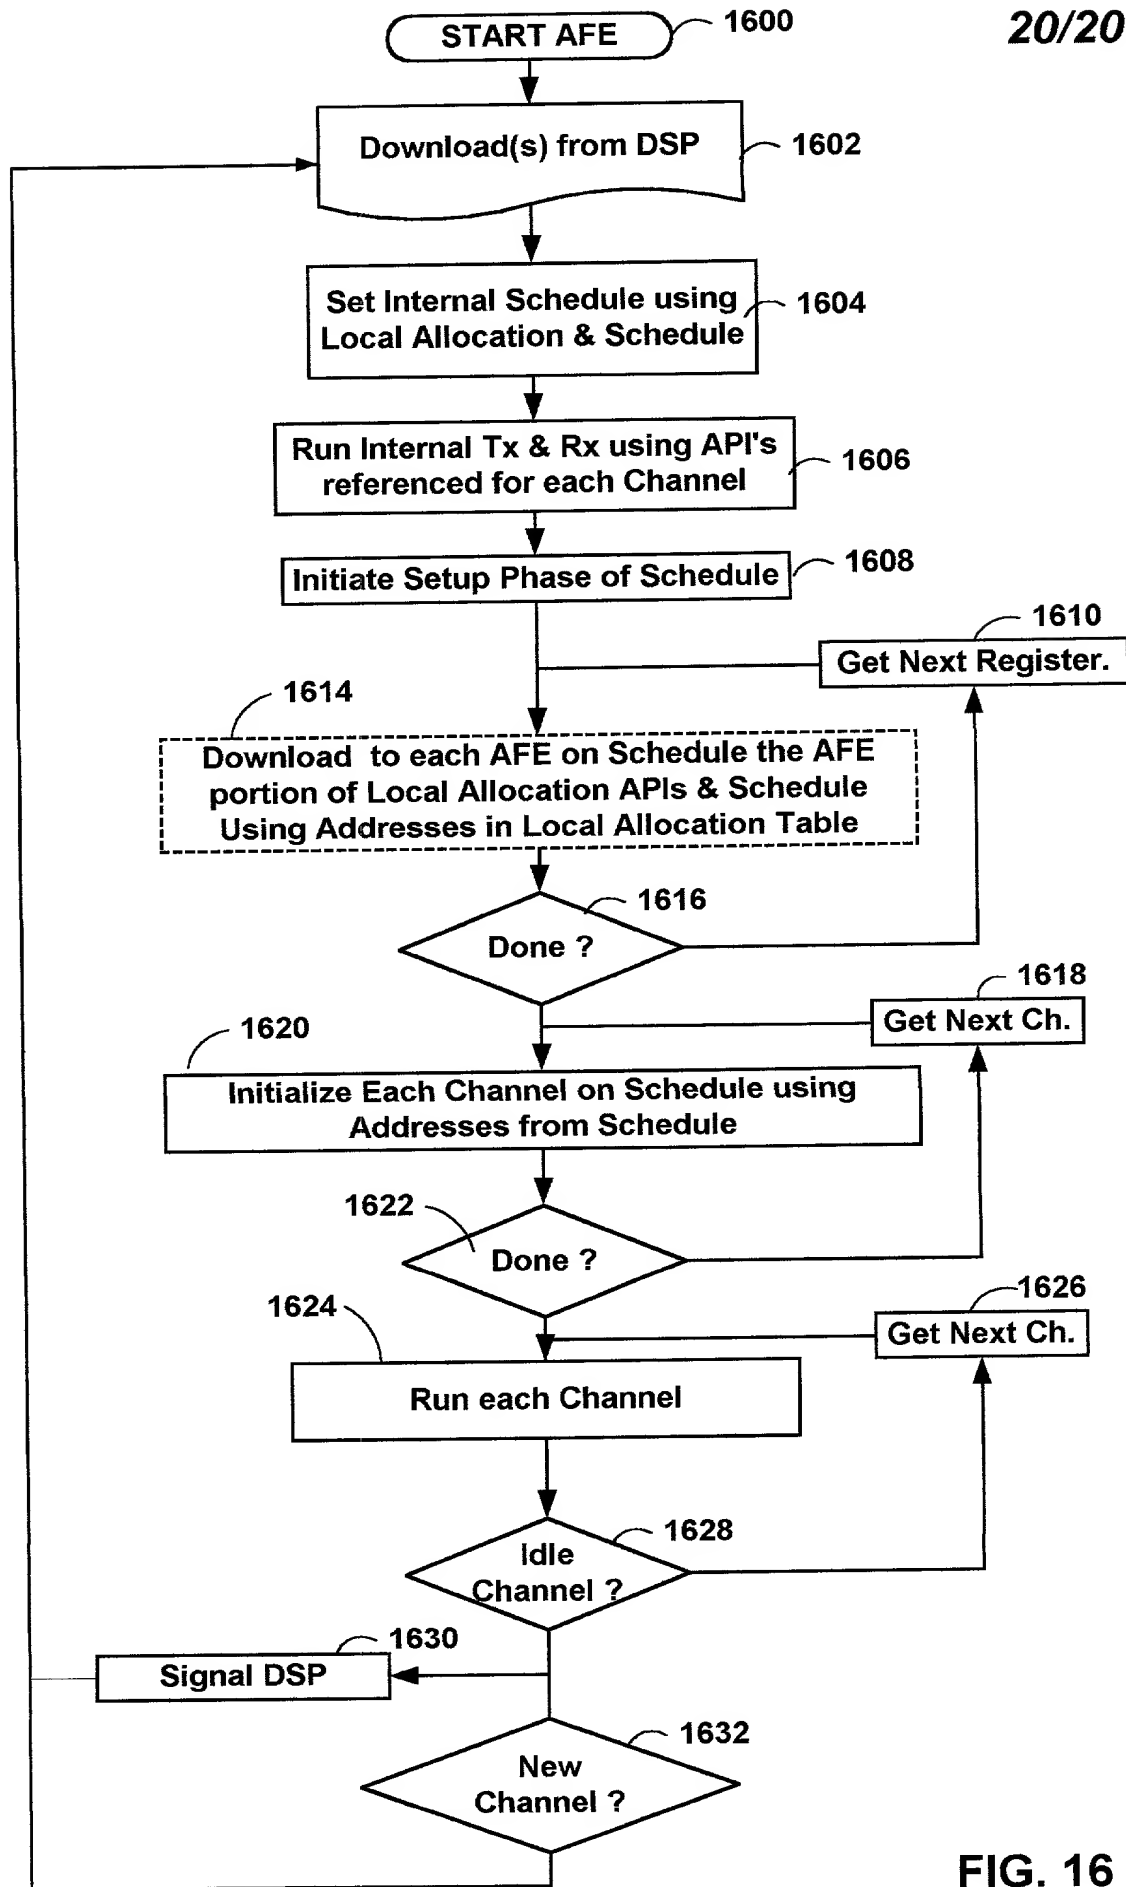 START AFE
1600
20/20
Download(s) from DSP
1602
Set Internal Schedule using
Local Allocation & Schedule
1604
Run Internal Tx & Rx using API's
referenced for each Channel
1606
Initiate Setup Phase of Schedule
1608
1610
Get Next Register.
1614
Download to each AFE on Schedule the AFE
portion of Local Allocation APIs & Schedule
Using Addresses in Local Allocation Table
1616
Done ?
1618
Get Next Ch.
1620
Initialize Each Channel on Schedule using
Addresses from Schedule
1622
Done ?
1624
1626
Get Next Ch.
Run each Channel
1628
Idle
Channel ?
1630
Signal DSP
1632
New
Channel ?
FIG. 16